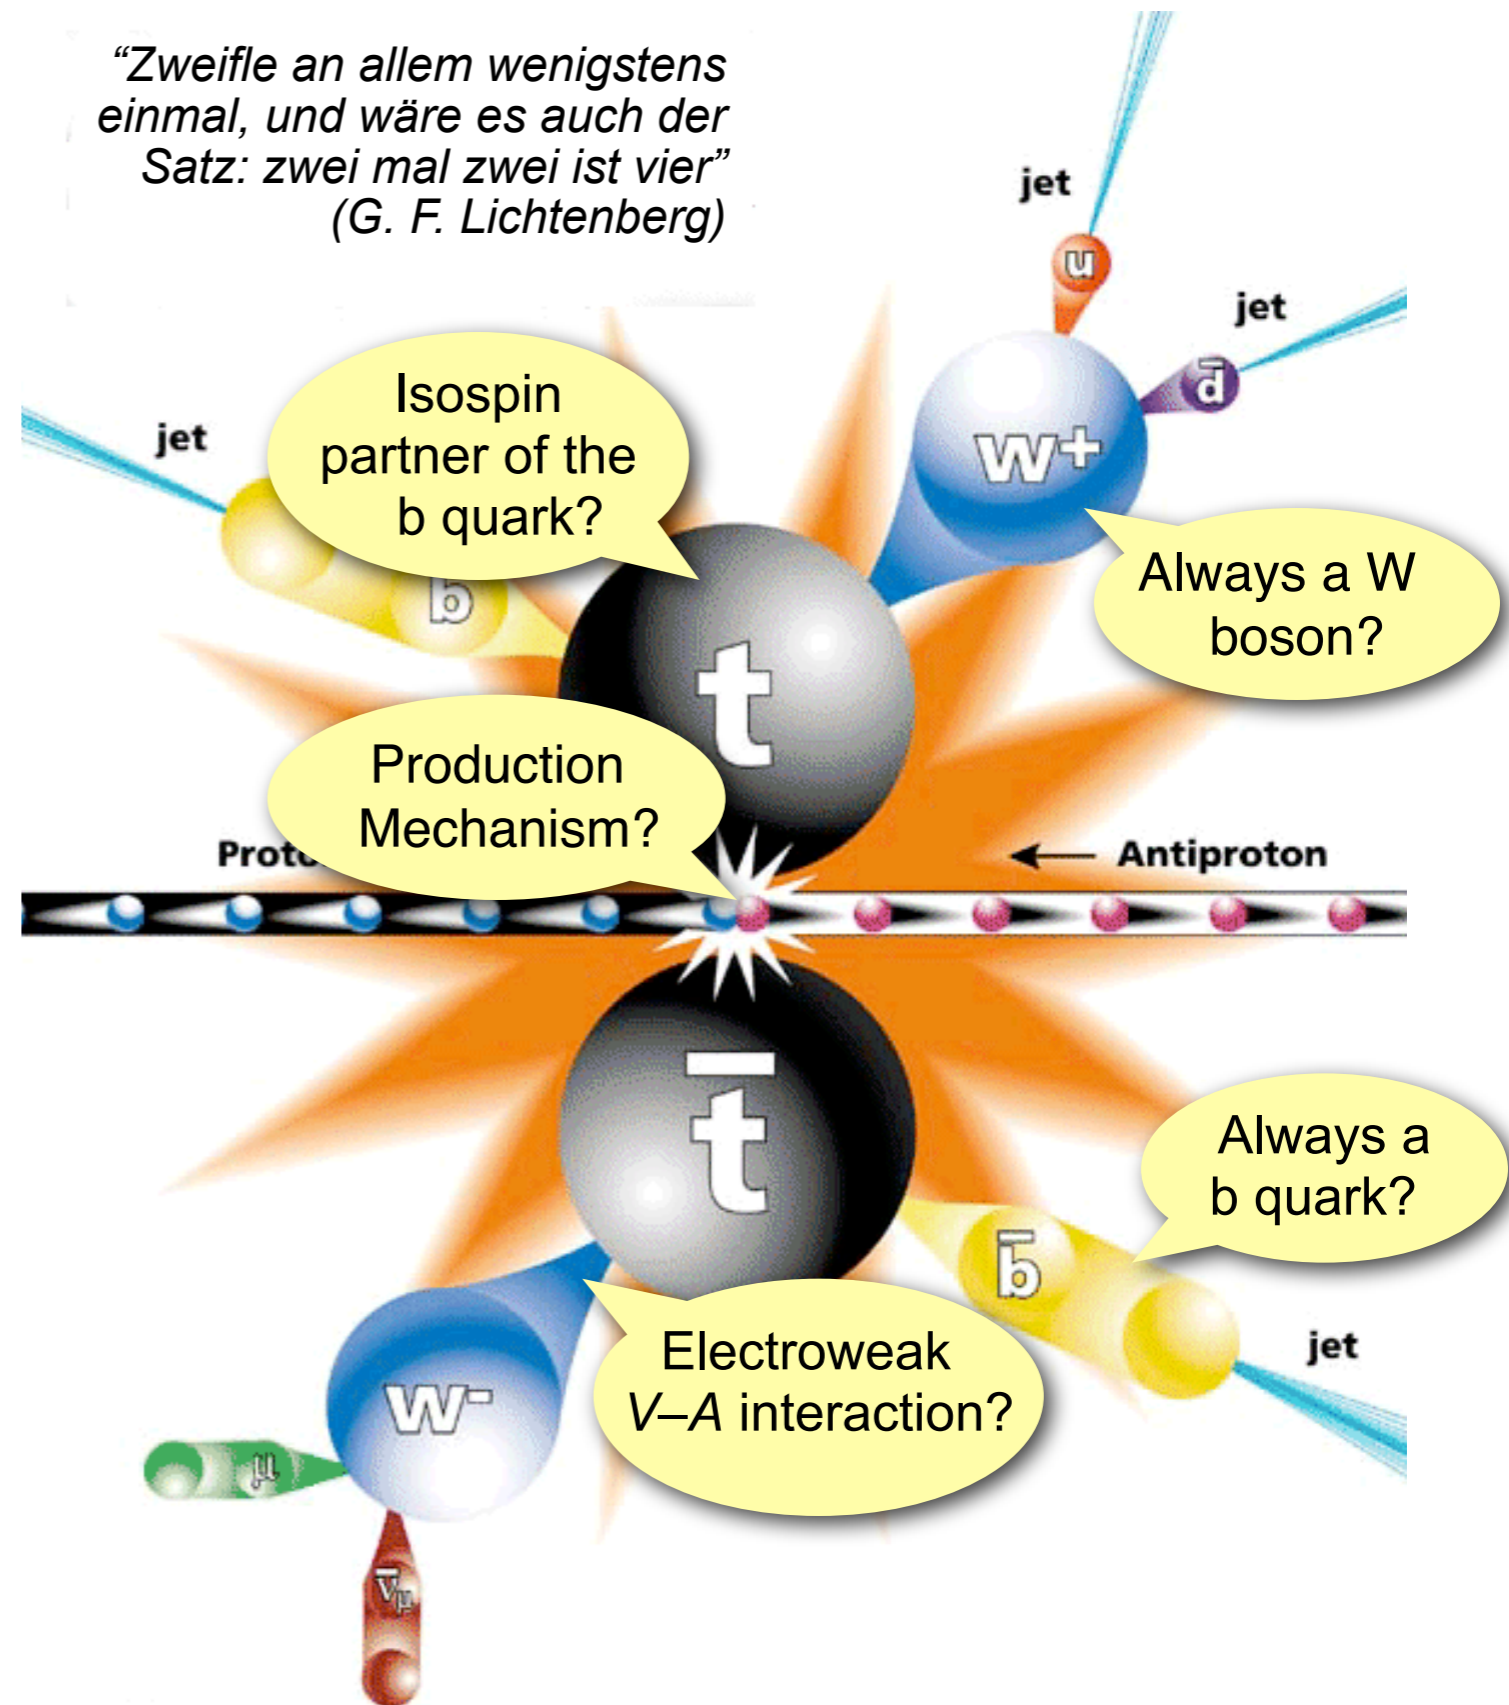 “Zweifle an allem wenigstens
einmal, und wäre es auch der
Satz: zwei mal zwei ist vier”
(G. F. Lichtenberg)
jet
u
jet
d̅
W+
jet
Isospin
partner of the
b quark?
b
Always a W
boson?
t
Production
Mechanism?
Proto
Antiproton
t̅
Always a
b quark?
b̅
jet
Electroweak
V–A interaction?
W-
μ
ν̅μ